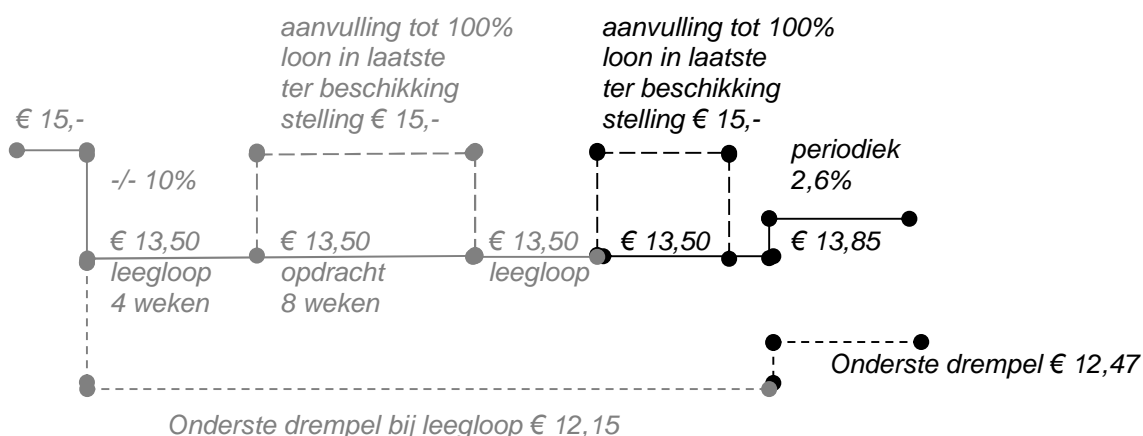 aanvulling tot 100%
loon in laatste
ter beschikking
stelling € 15,-
aanvulling tot 100%
loon in laatste
ter beschikking
stelling € 15,-
€ 15,-
-/- 10%
periodiek
2,6%
€ 13,50
leegloop
4 weken
€ 13,50
opdracht
8 weken
€ 13,50
leegloop
€ 13,50
€ 13,85
Onderste drempel € 12,47
Onderste drempel bij leegloop € 12,15